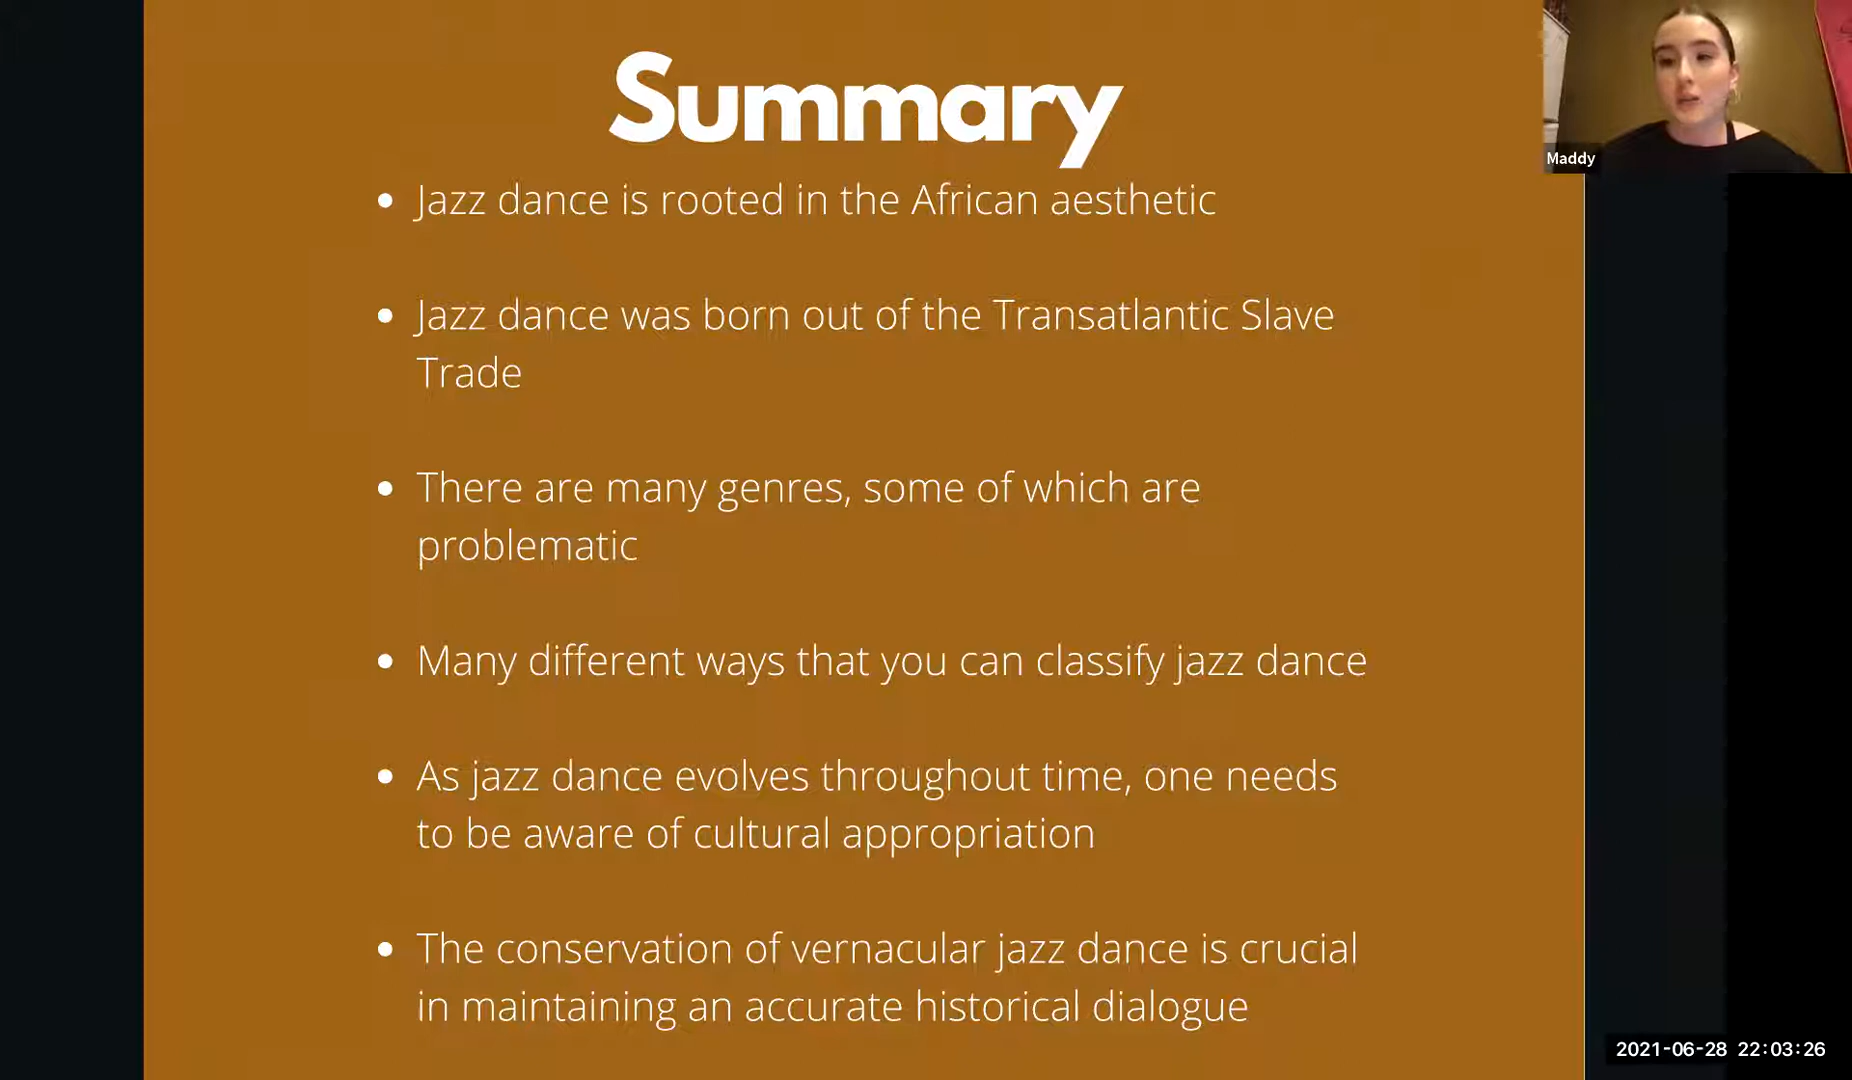 Summary
• Jazz dance is rooted in the African aesthetic
• Jazz dance was born out of the Transatlantic Slave
Trade
• There are many genres, some of which are
problematic
• Many different ways that you can classify jazz dance
• As jazz dance evolves throughout time, one needs
to be aware of cultural appropriation
• The conservation of vernacular jazz dance is crucial
in maintaining an accurate historical dialogue
Maddy
2021-06-28 22:03:26